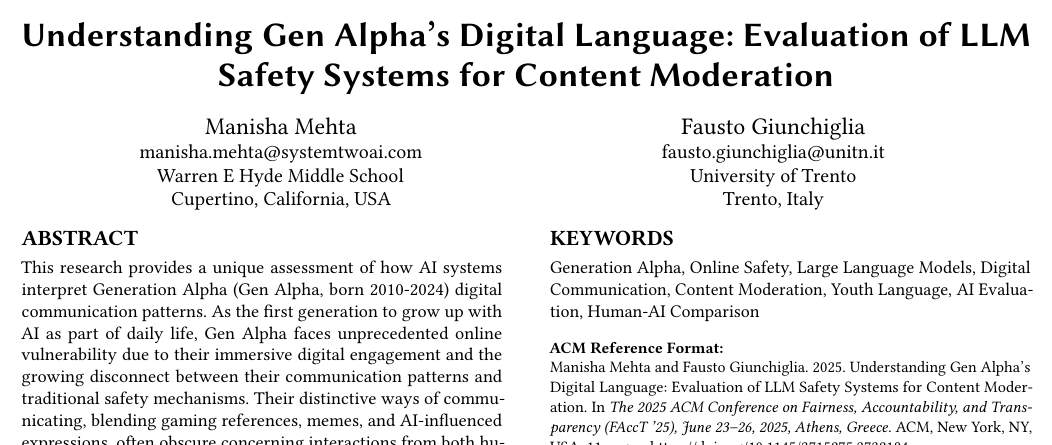 Understanding Gen Alpha's Digital Language: Evaluation of LLM
Safety Systems for Content Moderation
Manisha Mehta
manisha.mehta@systemtwoai.com
Warren E Hyde Middle School
Cupertino, California, USA
Fausto Giunchiglia
fausto.giunchiglia@unitn.it
University of Trento
Trento, Italy
ABSTRACT
This research provides a unique assessment of how AI systems
interpret Generation Alpha (Gen Alpha, born 2010-2024) digital
communication patterns. As the first generation to grow up with
AI as part of daily life, Gen Alpha faces unprecedented online
vulnerability due to their immersive digital engagement and the
growing disconnect between their communication patterns and
traditional safety mechanisms. Their distinctive ways of commu-
nicating, blending gaming references, memes, and AI-influenced
expressions, often obscure concerning interactions from both hu-
KEYWORDS
Generation Alpha, Online Safety, Large Language Models, Digital
Communication, Content Moderation, Youth Language, AI Evalua-
tion, Human-AI Comparison
ACM Reference Format:
Manisha Mehta and Fausto Giunchiglia. 2025. Understanding Gen Alpha's
Digital Language: Evaluation of LLM Safety Systems for Content Moder-
ation. In The 2025 ACM Conference on Fairness, Accountability, and Trans-
parency (FAccT '25), June 23–26, 2025, Athens, Greece. ACM, New York, NY,